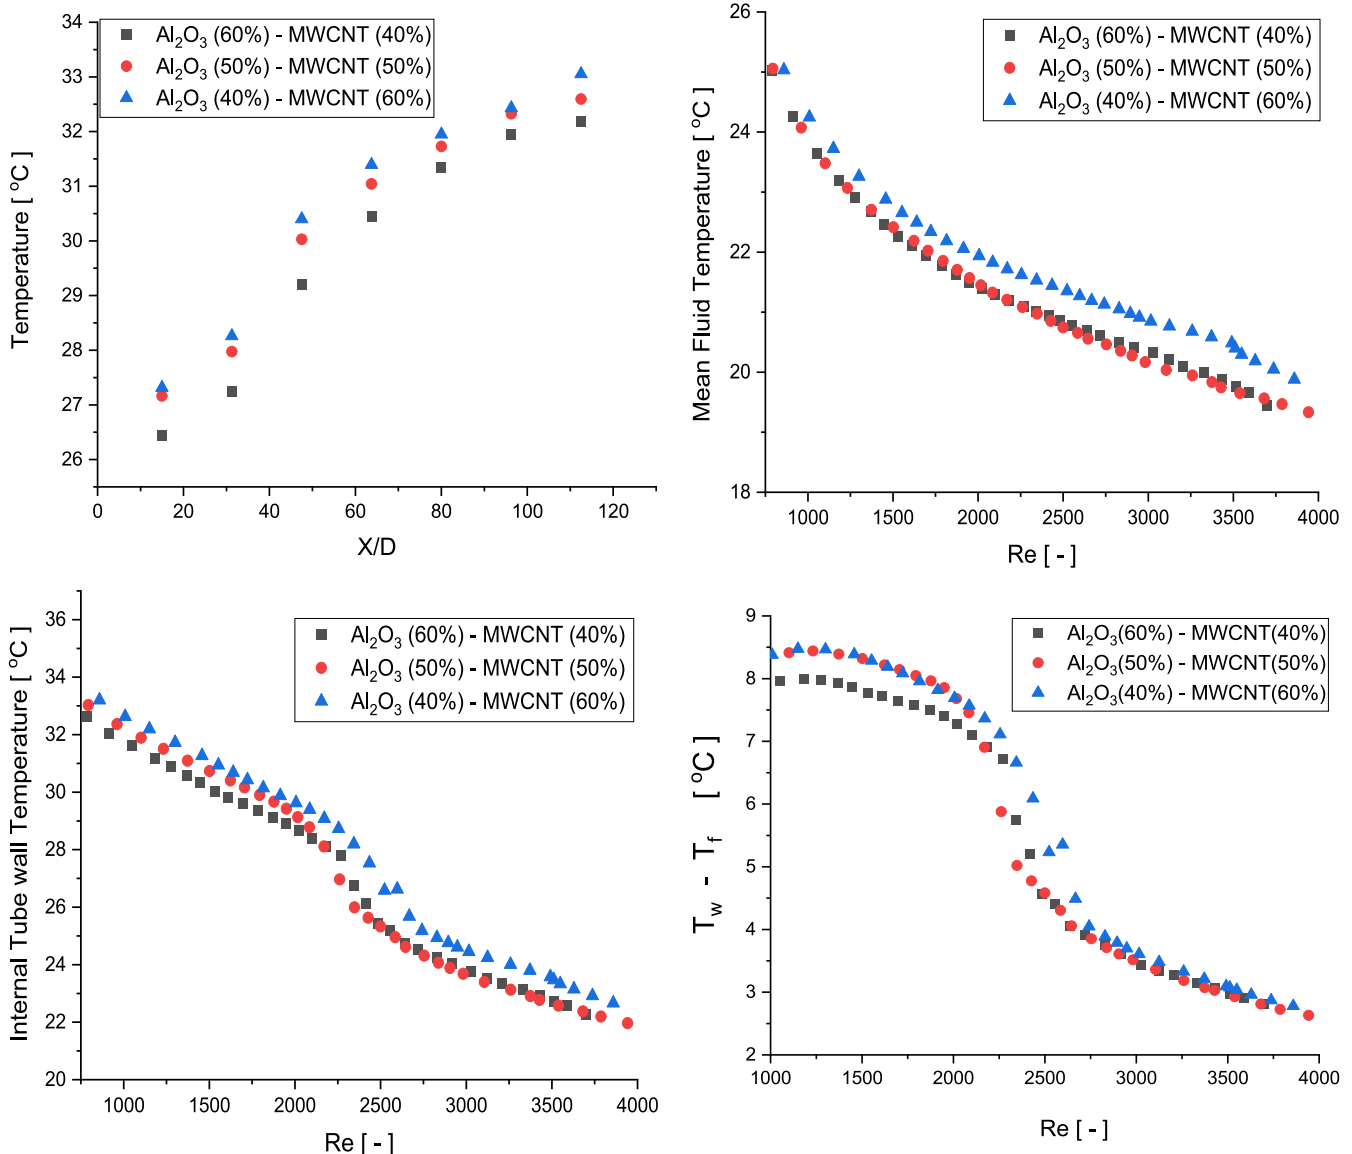 34
33
32
31
30
29
28
27
26
0
20
40
60
80
100
120
Temperature [ °C ]
X/D
Al₂O₃ (60%) - MWCNT (40%)
Al₂O₃ (50%) - MWCNT (50%)
Al₂O₃ (40%) - MWCNT (60%)
26
24
22
20
18
1000
1500
2000
2500
3000
3500
4000
Mean Fluid Temperature [ °C ]
Re [ - ]
Al₂O₃ (60%) - MWCNT (40%)
Al₂O₃ (50%) - MWCNT (50%)
Al₂O₃ (40%) - MWCNT (60%)
36
34
32
30
28
26
24
22
20
1000
1500
2000
2500
3000
3500
4000
Internal Tube wall Temperature [ °C ]
Re [ - ]
Al₂O₃ (60%) - MWCNT (40%)
Al₂O₃ (50%) - MWCNT (50%)
Al₂O₃ (40%) - MWCNT (60%)
9
8
7
6
5
4
3
2
1000
1500
2000
2500
3000
3500
4000
T_w - T_f [ °C ]
Re [ - ]
Al₂O₃(60%) - MWCNT(40%)
Al₂O₃(50%) - MWCNT(50%)
Al₂O₃(40%) - MWCNT(60%)